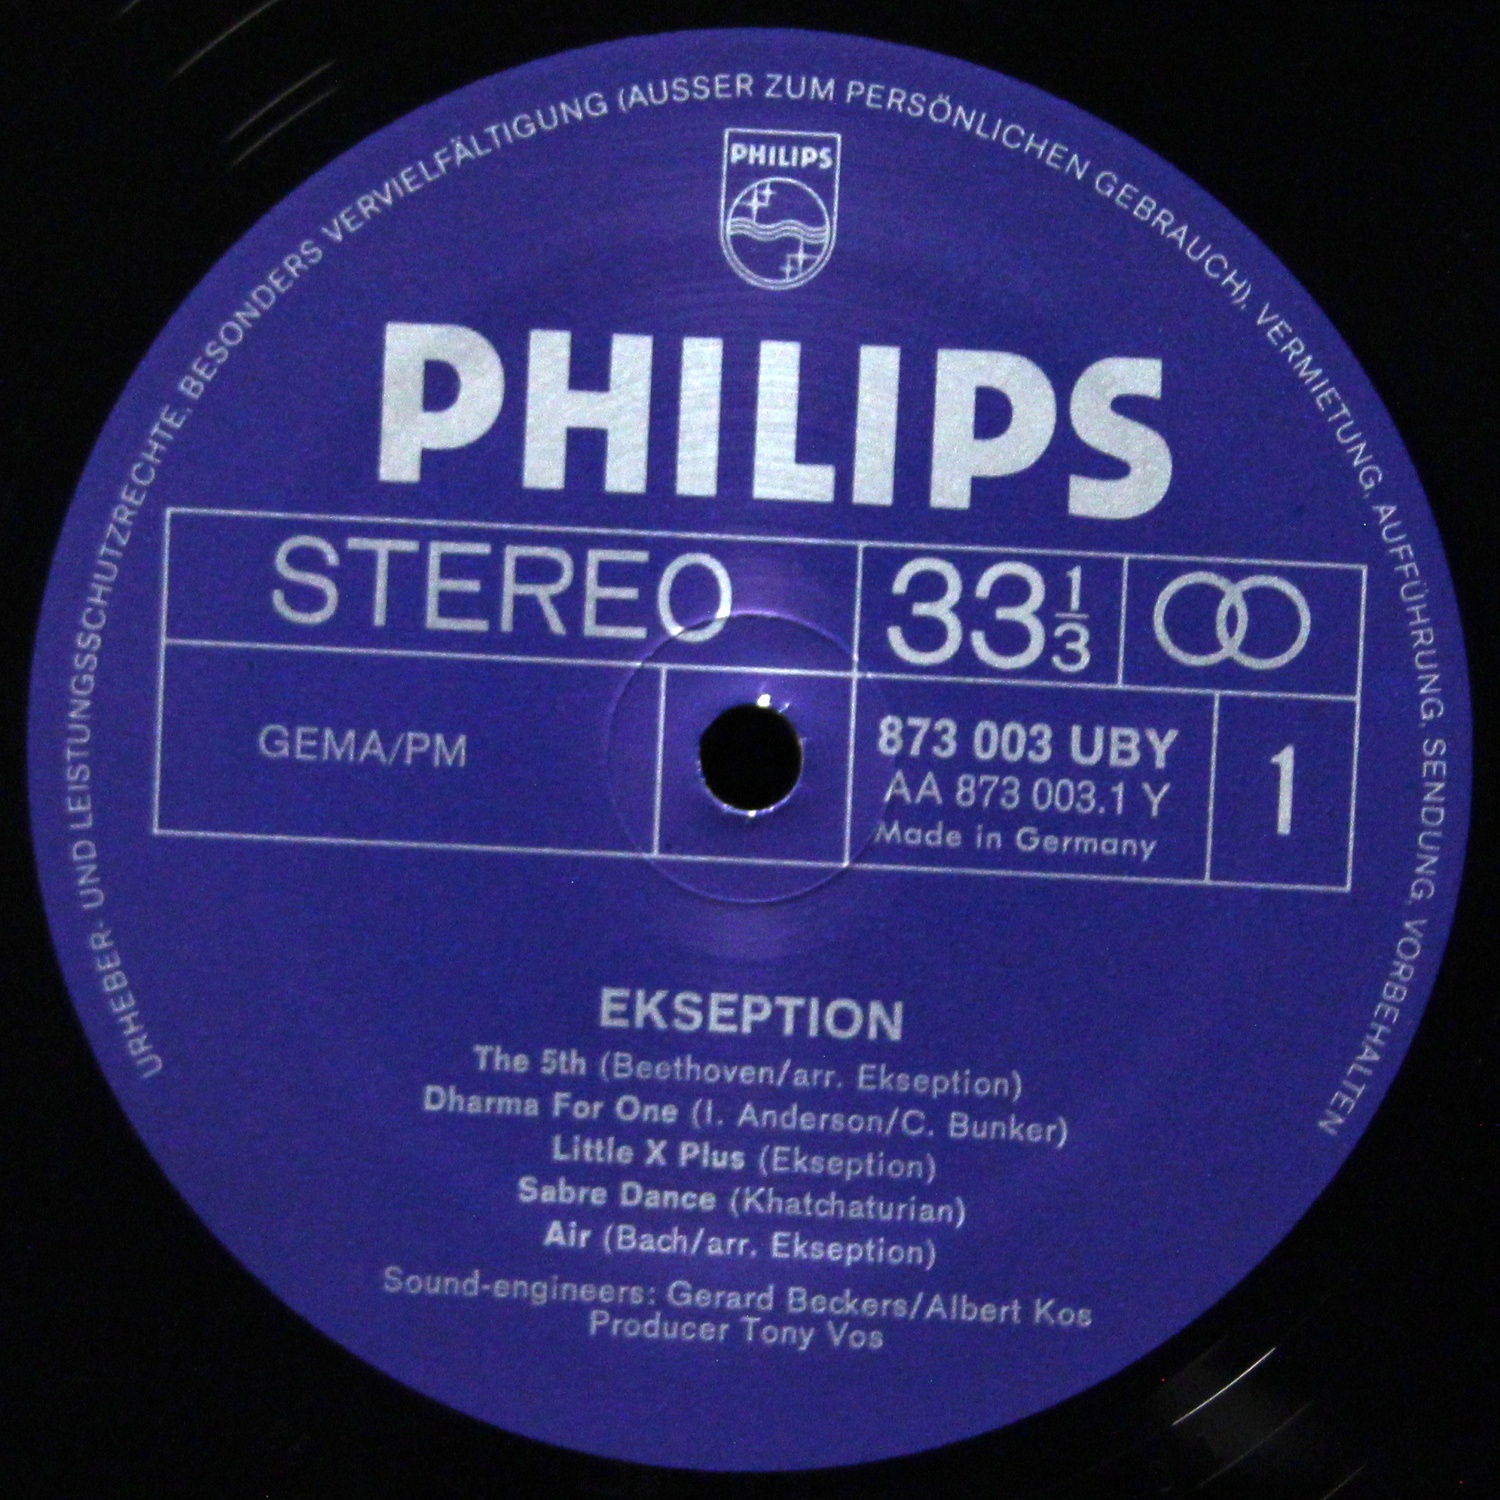 URHEBER- UND LEISTUNGSSCHUTZRECHTE, BESONDERS VERVIELFÄLTIGUNG (AUSSER ZUM PERSÖNLICHEN GEBRAUCH), VERMIETUNG, AUFFÜHRUNG, SENDUNG, VORBEHALTEN
PHILIPS
PHILIPS
STEREO
33 1/3
GEMA/PM
873 003 UBY
AA 873 003.1 Y
Made in Germany
1
EKSEPTION
The 5th (Beethoven/arr. Ekseption)
Dharma For One (I. Anderson/C. Bunker)
Little X Plus (Ekseption)
Sabre Dance (Khatchaturian)
Air (Bach/arr. Ekseption)
Sound-engineers: Gerard Beckers/Albert Kos
Producer Tony Vos